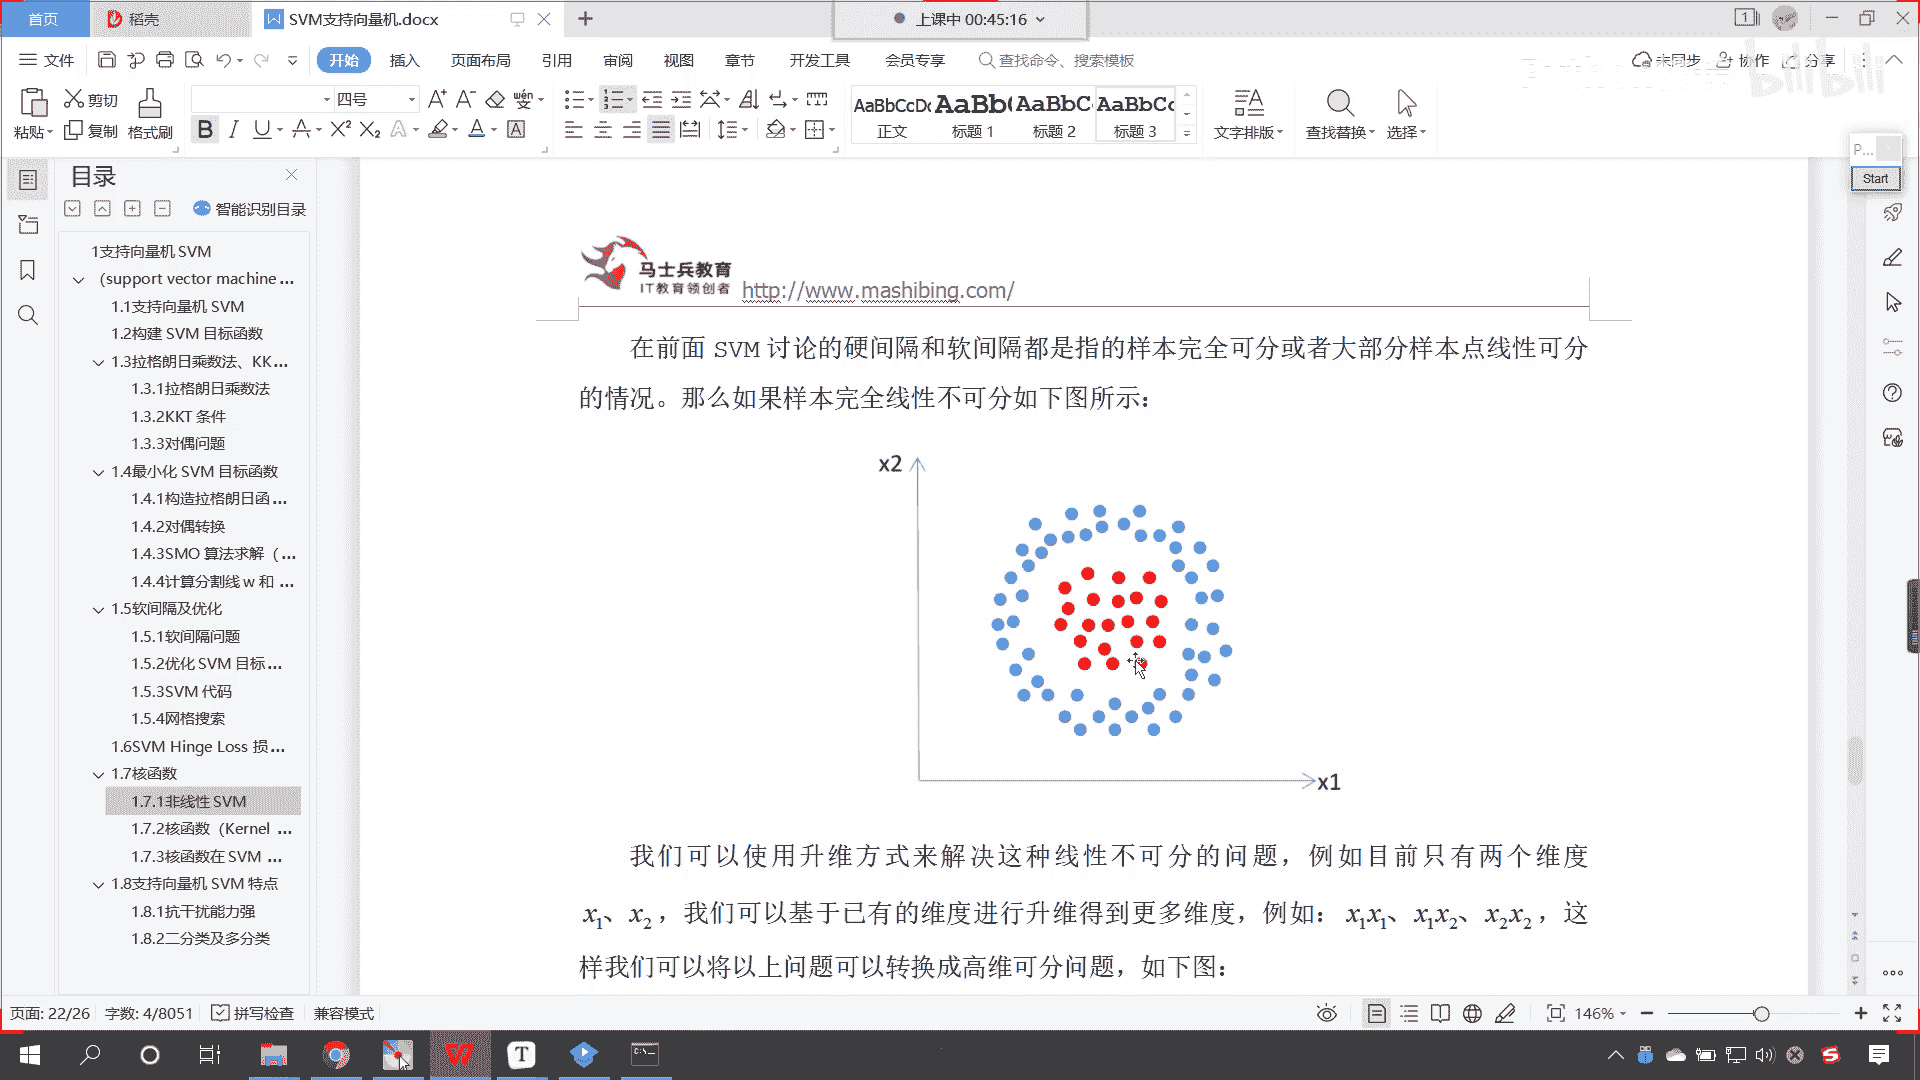 首页
稻壳
SVM支持向量机.docx
上课中 00:45:16
文件
开始
插入
页面布局
引用
审阅
视图
章节
开发工具
会员专享
查找命令、搜索模板
未同步
协作
分享
bilibili
粘贴
剪切
复制
格式刷
四号
AaBbCcDc
AaBb(
AaBbC
AaBbCc
正文
标题 1
标题 2
标题 3
文字排版
查找替换
选择
P...
Start
目录
智能识别目录
1支持向量机 SVM
(support vector machine ...
1.1支持向量机 SVM
1.2构建 SVM 目标函数
1.3拉格朗日乘数法、KK...
1.3.1拉格朗日乘数法
1.3.2KKT 条件
1.3.3对偶问题
1.4最小化 SVM 目标函数
1.4.1构造拉格朗日函 ...
1.4.2对偶转换
1.4.3SMO 算法求解（ ...
1.4.4计算分割线 w 和 ...
1.5软间隔及优化
1.5.1软间隔问题
1.5.2优化 SVM 目标 ...
1.5.3SVM 代码
1.5.4网格搜索
1.6SVM Hinge Loss 损 ...
1.7核函数
1.7.1非线性 SVM
1.7.2核函数（Kernel ...
1.7.3核函数在 SVM ...
1.8支持向量机 SVM 特点
1.8.1抗干扰能力强
1.8.2二分类及多分类
马士兵教育
IT教育领创者
http://www.mashibing.com/
在前面 SVM 讨论的硬间隔和软间隔都是指的样本完全可分或者大部分样本点线性可分
的情况。那么如果样本完全线性不可分如下图所示：
x2
x1
我们可以使用升维方式来解决这种线性不可分的问题，例如目前只有两个维度
x₁、x₂，我们可以基于已有的维度进行升维得到更多维度，例如：x₁x₁、x₁x₂、x₂x₂，这
样我们可以将以上问题可以转换成高维可分问题，如下图：
页面: 22/26
字数: 4/8051
拼写检查
兼容模式
146%